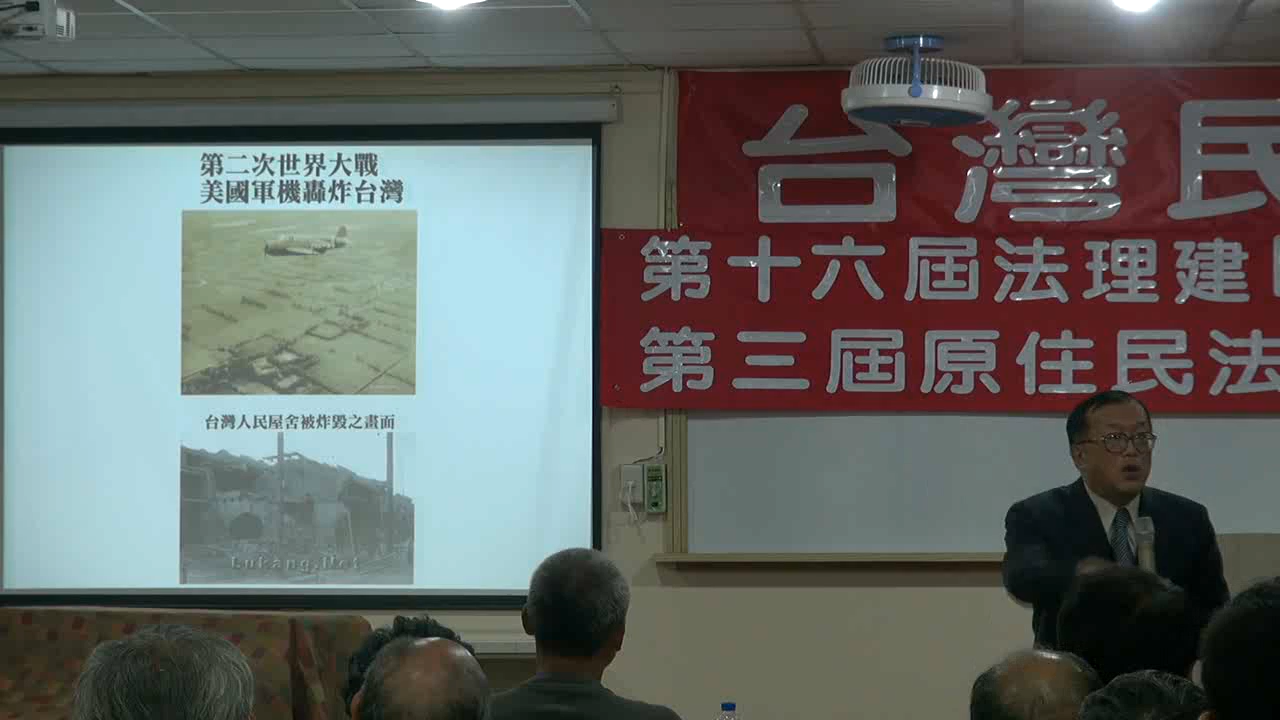 第二次世界大戰
美國軍機轟炸台灣
台灣人民屋舍被炸毀之畫面
Lukang.Net
台灣民
第十六屆法理建
第三屆原住民法